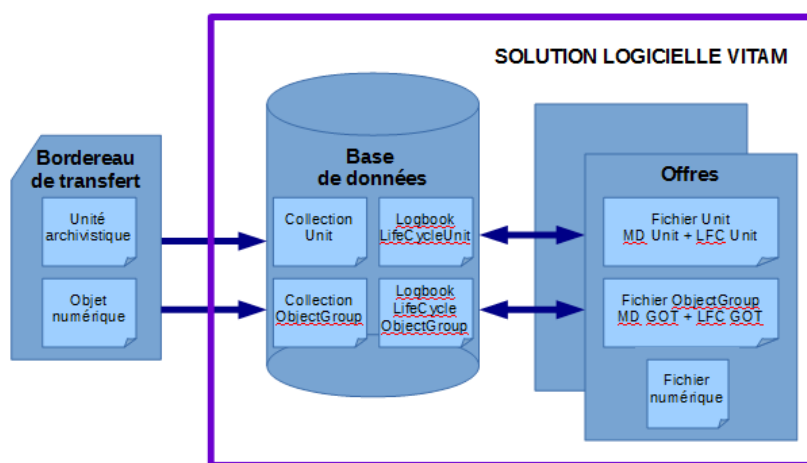 SOLUTION LOGICIELLE VITAM
Bordereau
de transfert
Unité
archivistique
Objet
numérique
Base
de données
Collection
Unit
Logbook
LifeCycleUnit
Collection
ObjectGroup
Logbook
LifeCycle
ObjectGroup
Offres
Fichier Unit
MD Unit + LFC Unit
Fichier ObjectGroup
MD GOT + LFC GOT
Fichier
numérique